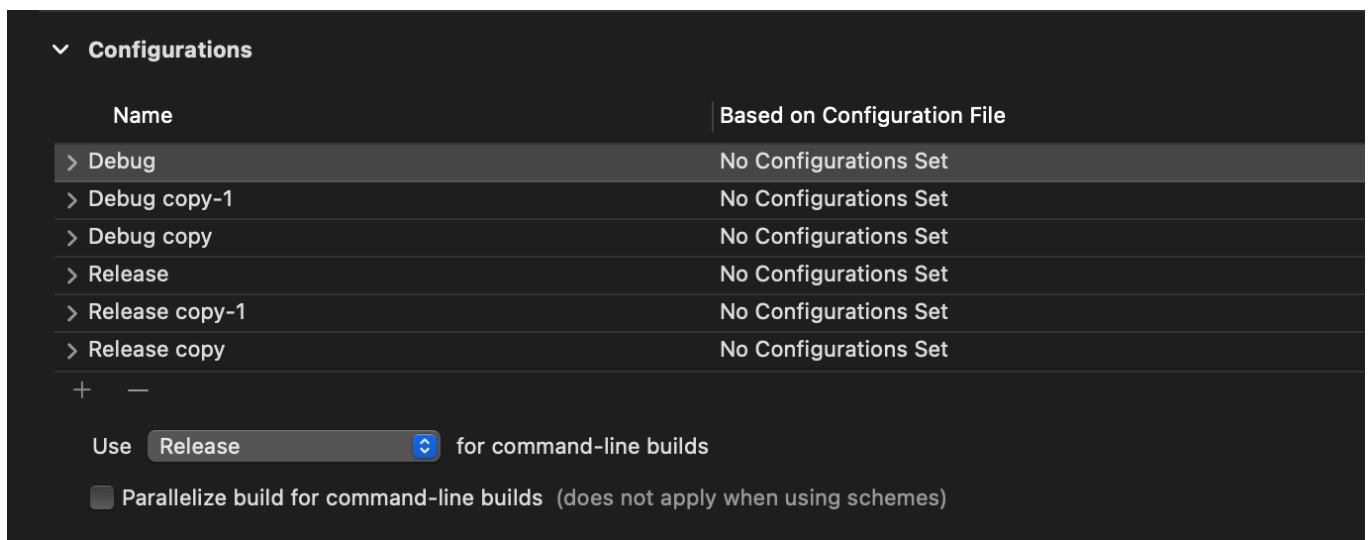 Configurations
Name Based on Configuration File
Debug No Configurations Set
Debug copy-1 No Configurations Set
Debug copy No Configurations Set
Release No Configurations Set
Release copy-1 No Configurations Set
Release copy No Configurations Set
Use Release for command-line builds
Parallelize build for command-line builds (does not apply when using schemes)